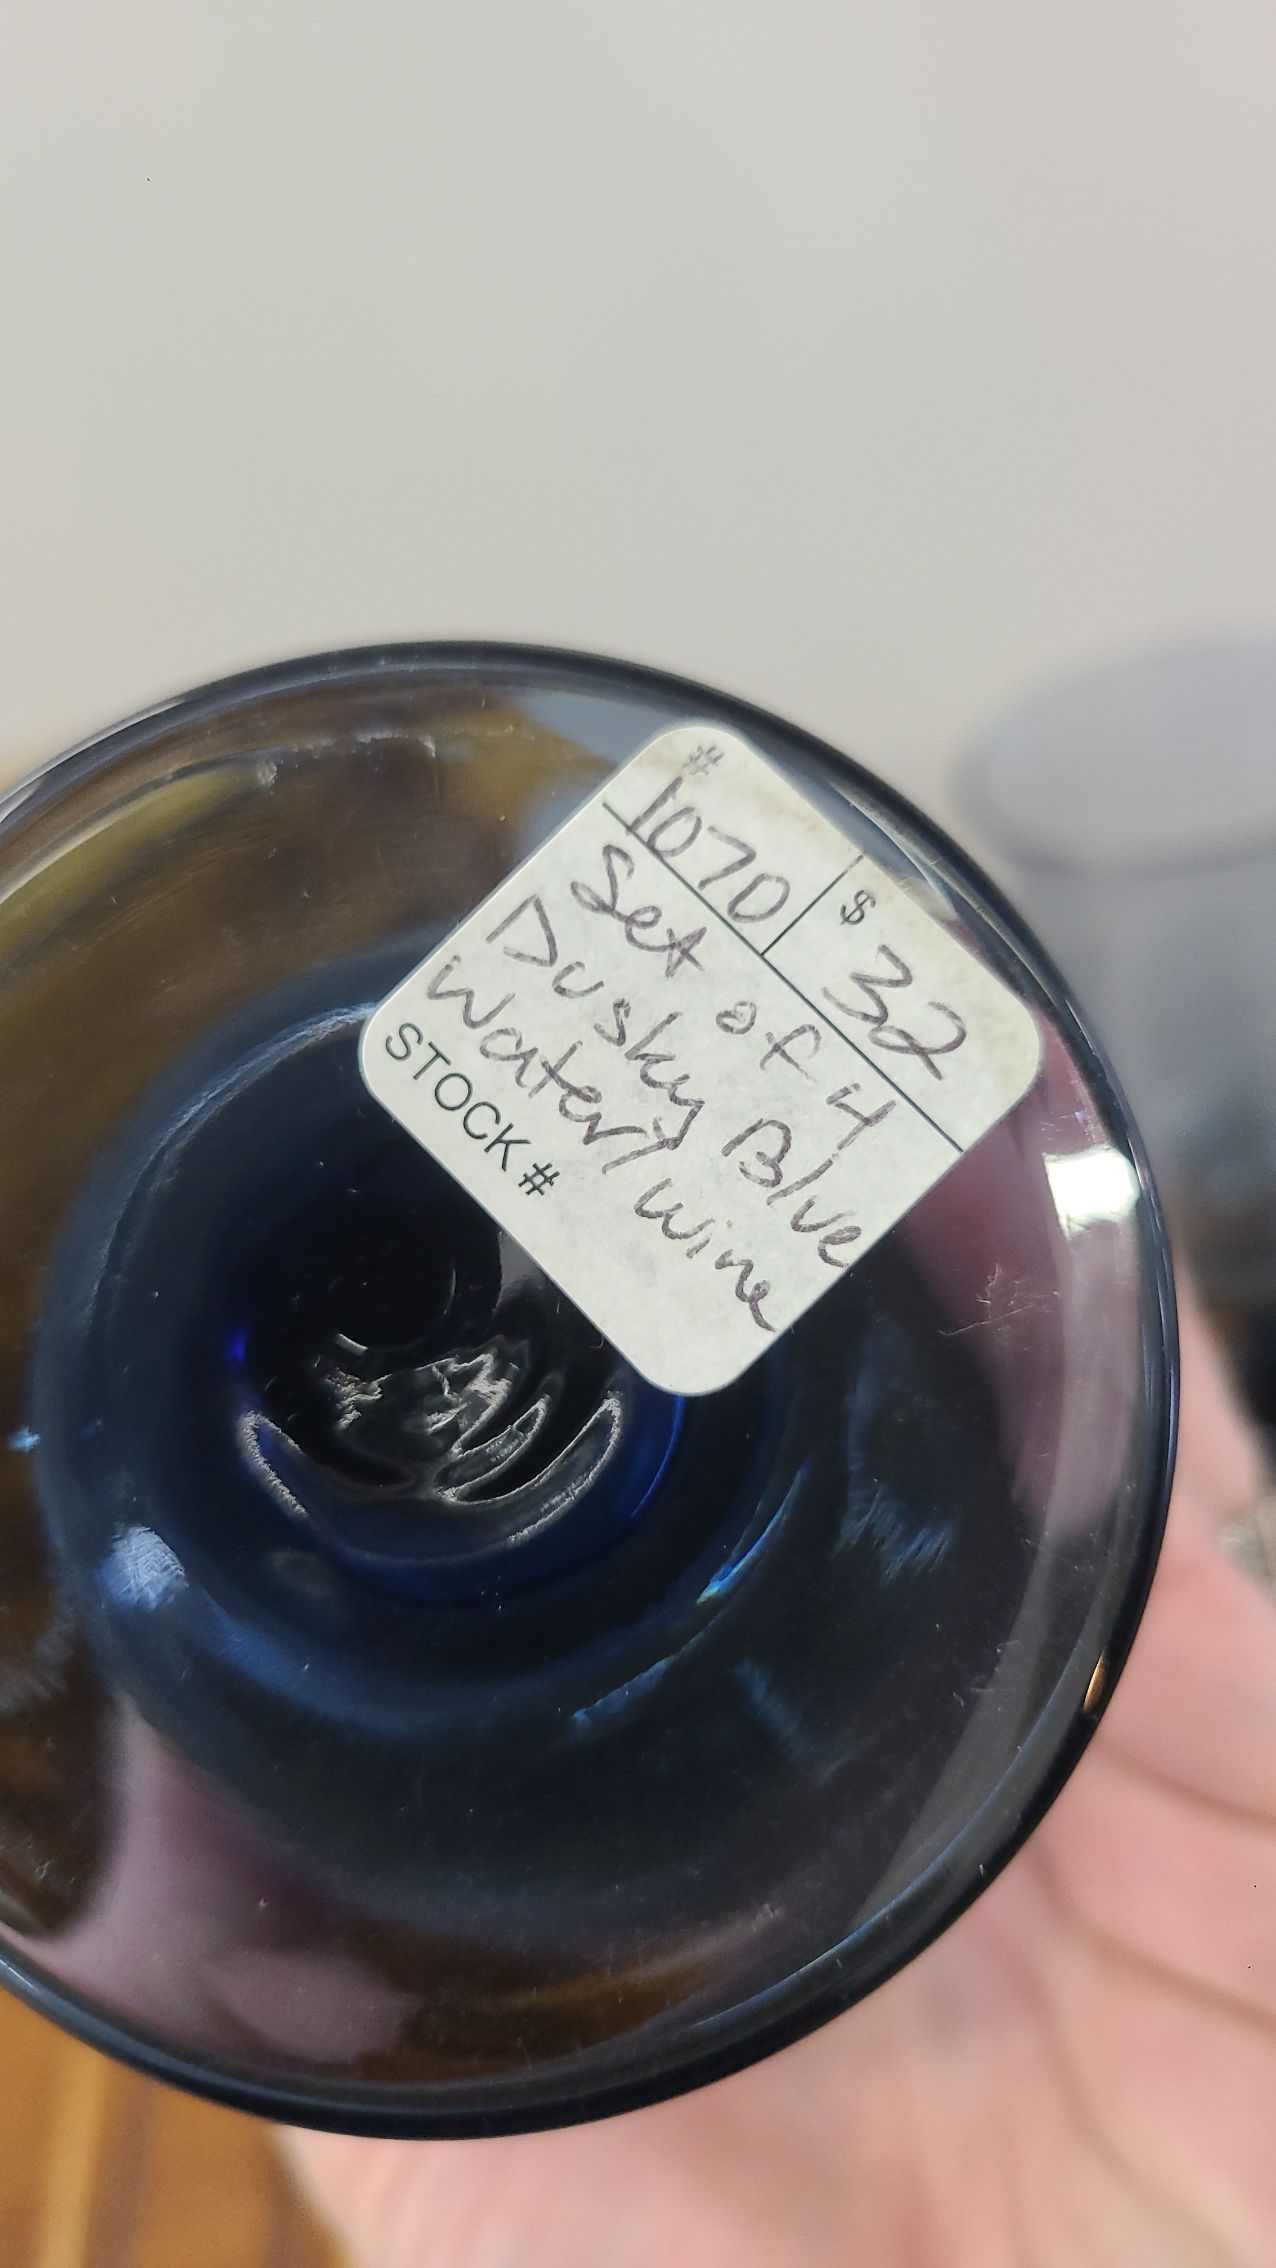 # 1070
$ 32
Set of 4
Dusky Blue
Water/Wine
STOCK #